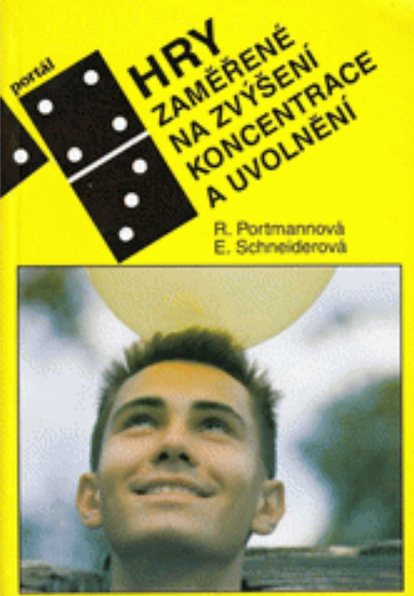 portál
HRY
ZAMĚŘENÉ
NA ZVÝŠENÍ
KONCENTRACE
A UVOLNĚNÍ
R. Portmannová
E. Schneiderová